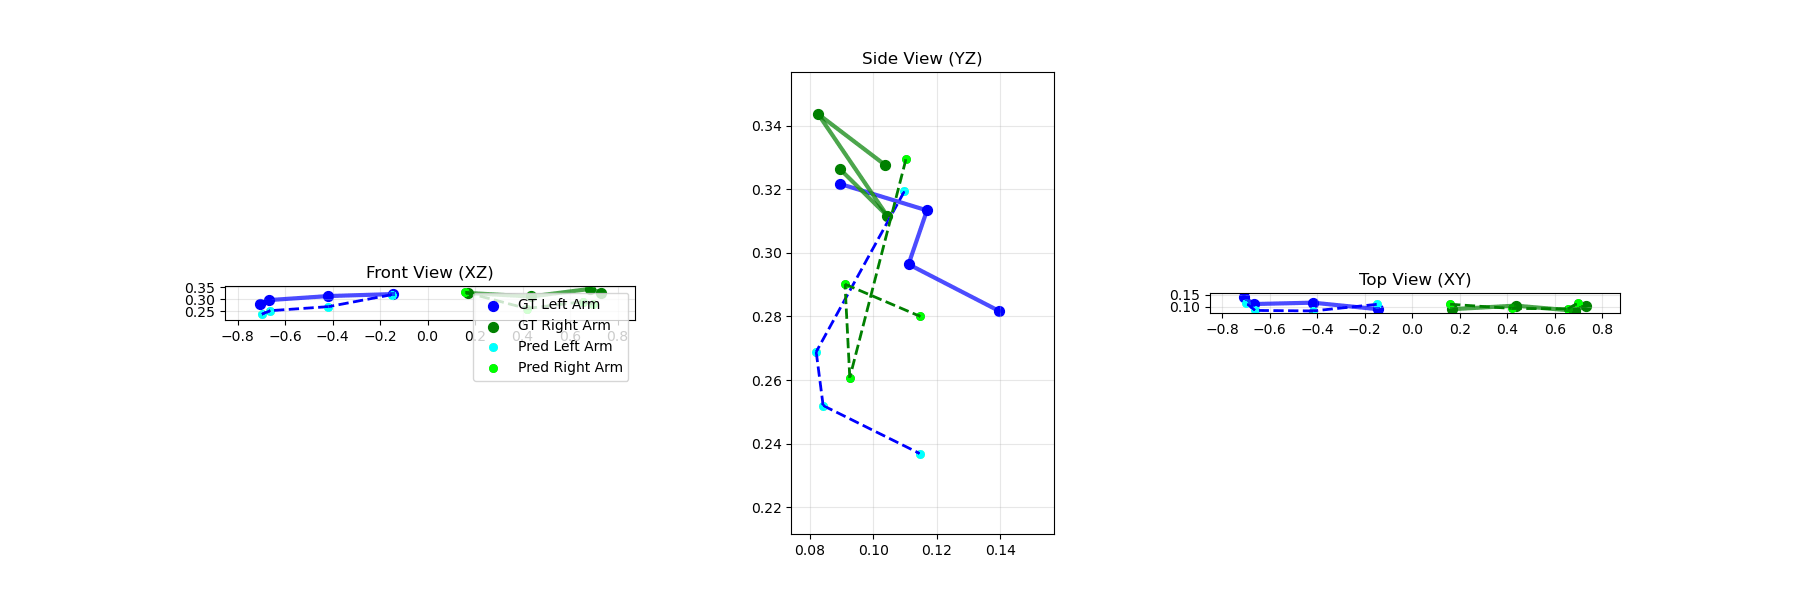 Front View (XZ)
0.35
0.30
0.25
−0.8 −0.6 −0.4 −0.2 0.0 0.2 0.4 0.6 0.8
GT Left Arm
GT Right Arm
Pred Left Arm
Pred Right Arm
Side View (YZ)
0.34
0.32
0.30
0.28
0.26
0.24
0.22
0.08 0.10 0.12 0.14
Top View (XY)
0.15
0.10
−0.8 −0.6 −0.4 −0.2 0.0 0.2 0.4 0.6 0.8